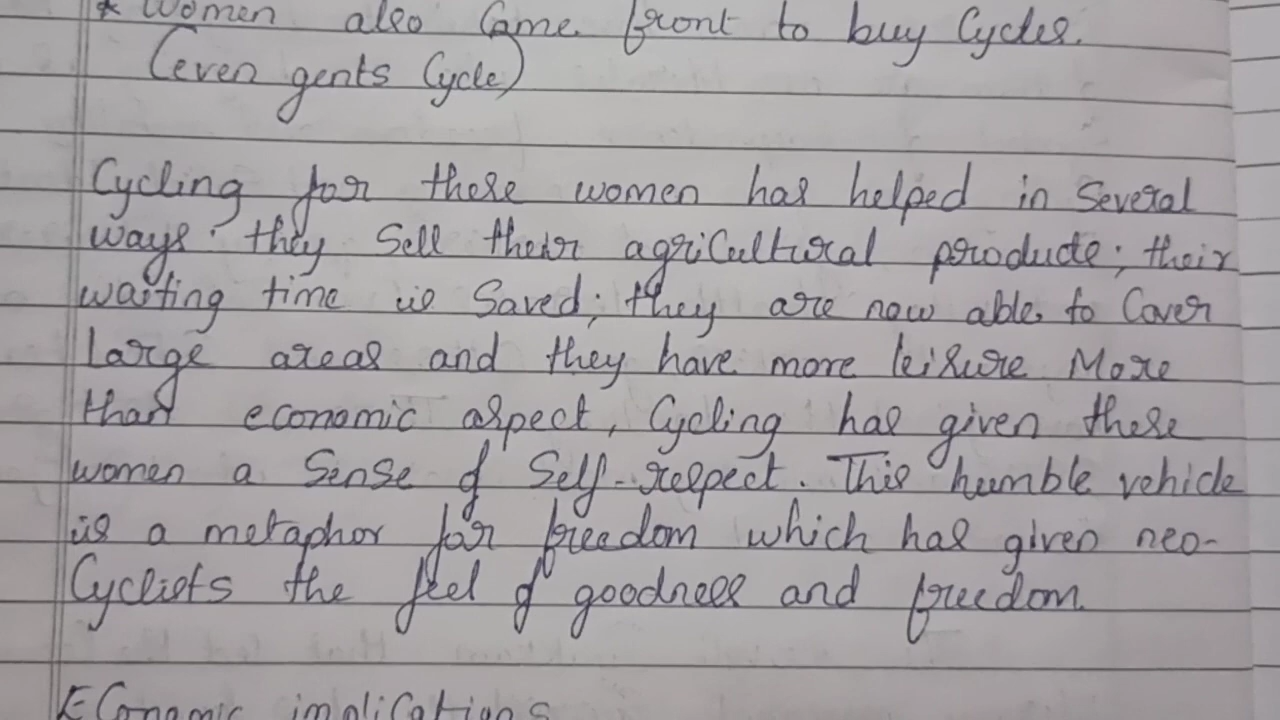 * Women also Came front to buy Cycles.
(even gents Cycle)
Cycling for these women has helped in Several
ways : they Sell their agriCultural products ; their
waiting time is Saved ; they are now able to Cover
Large areas and they have more leisure More
than economic aspect, Cycling has given these
women a Sense of Self-respect. This humble vehicle
is a metaphor for freedom which has given neo-
Cyclists the feel of goodness and freedom.
EConomic impliCations